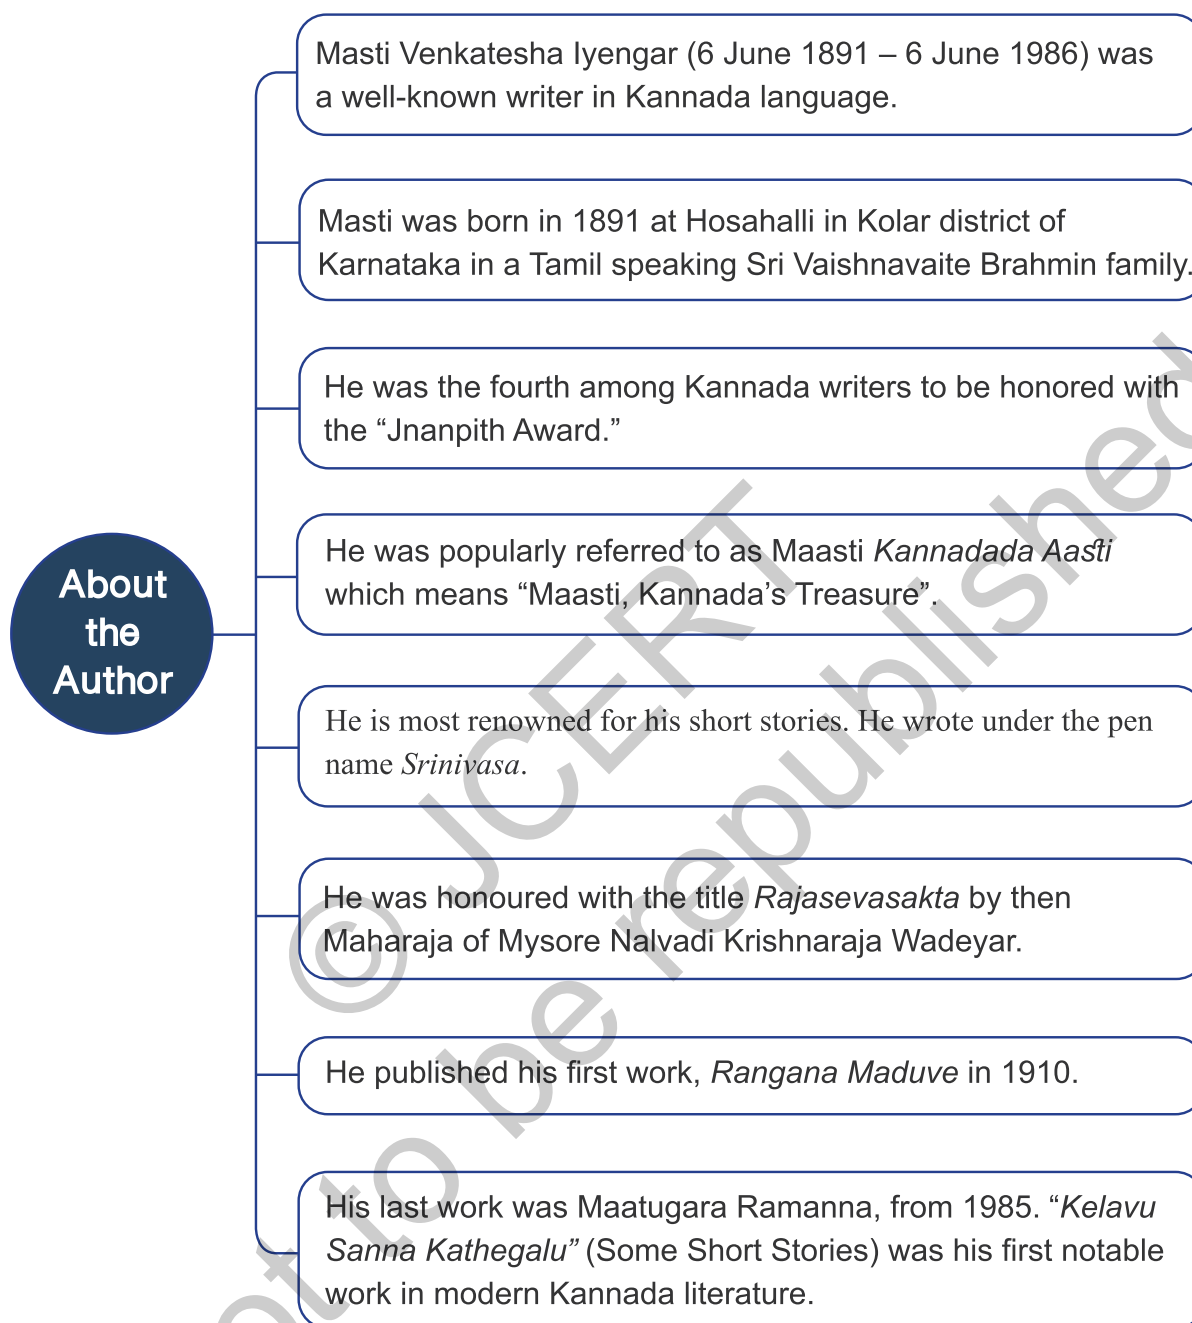 Masti Venkatesha Iyengar (6 June 1891 – 6 June 1986) was
a well-known writer in Kannada language.
Masti was born in 1891 at Hosahalli in Kolar district of
Karnataka in a Tamil speaking Sri Vaishnavaite Brahmin family.
He was the fourth among Kannada writers to be honored with
the “Jnanpith Award.”
He was popularly referred to as Maasti Kannadada Aasti
which means “Maasti, Kannada’s Treasure”.
About
the
Author
He is most renowned for his short stories. He wrote under the pen
name Srinivasa.
He was honoured with the title Rajasevasakta by then
Maharaja of Mysore Nalvadi Krishnaraja Wadeyar.
He published his first work, Rangana Maduve in 1910.
His last work was Maatugara Ramanna, from 1985. “Kelavu
Sanna Kathegalu” (Some Short Stories) was his first notable
work in modern Kannada literature.
© JCERT
to be republished